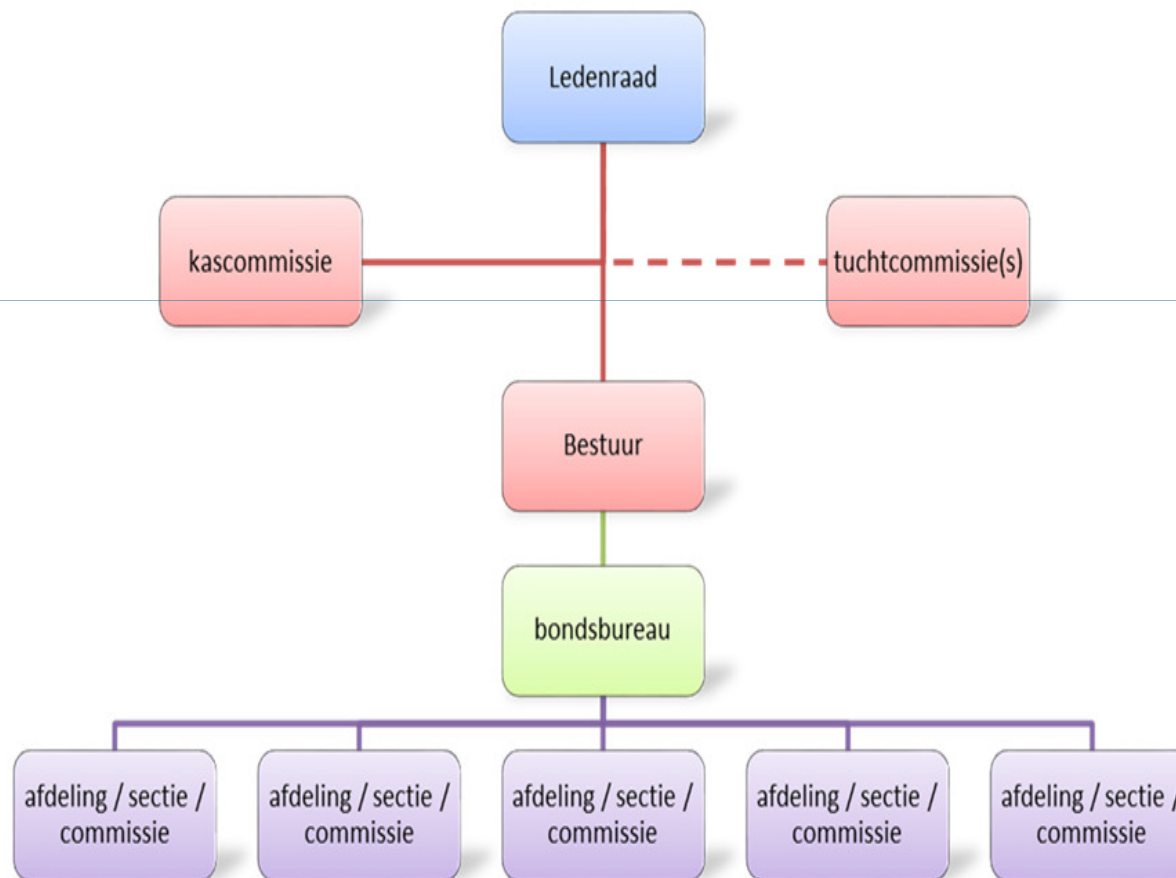 Ledenraad
kascommissie
tuchtcommissie(s)
Bestuur
bondsbureau
afdeling / sectie /
commissie
afdeling / sectie /
commissie
afdeling / sectie /
commissie
afdeling / sectie /
commissie
afdeling / sectie /
commissie